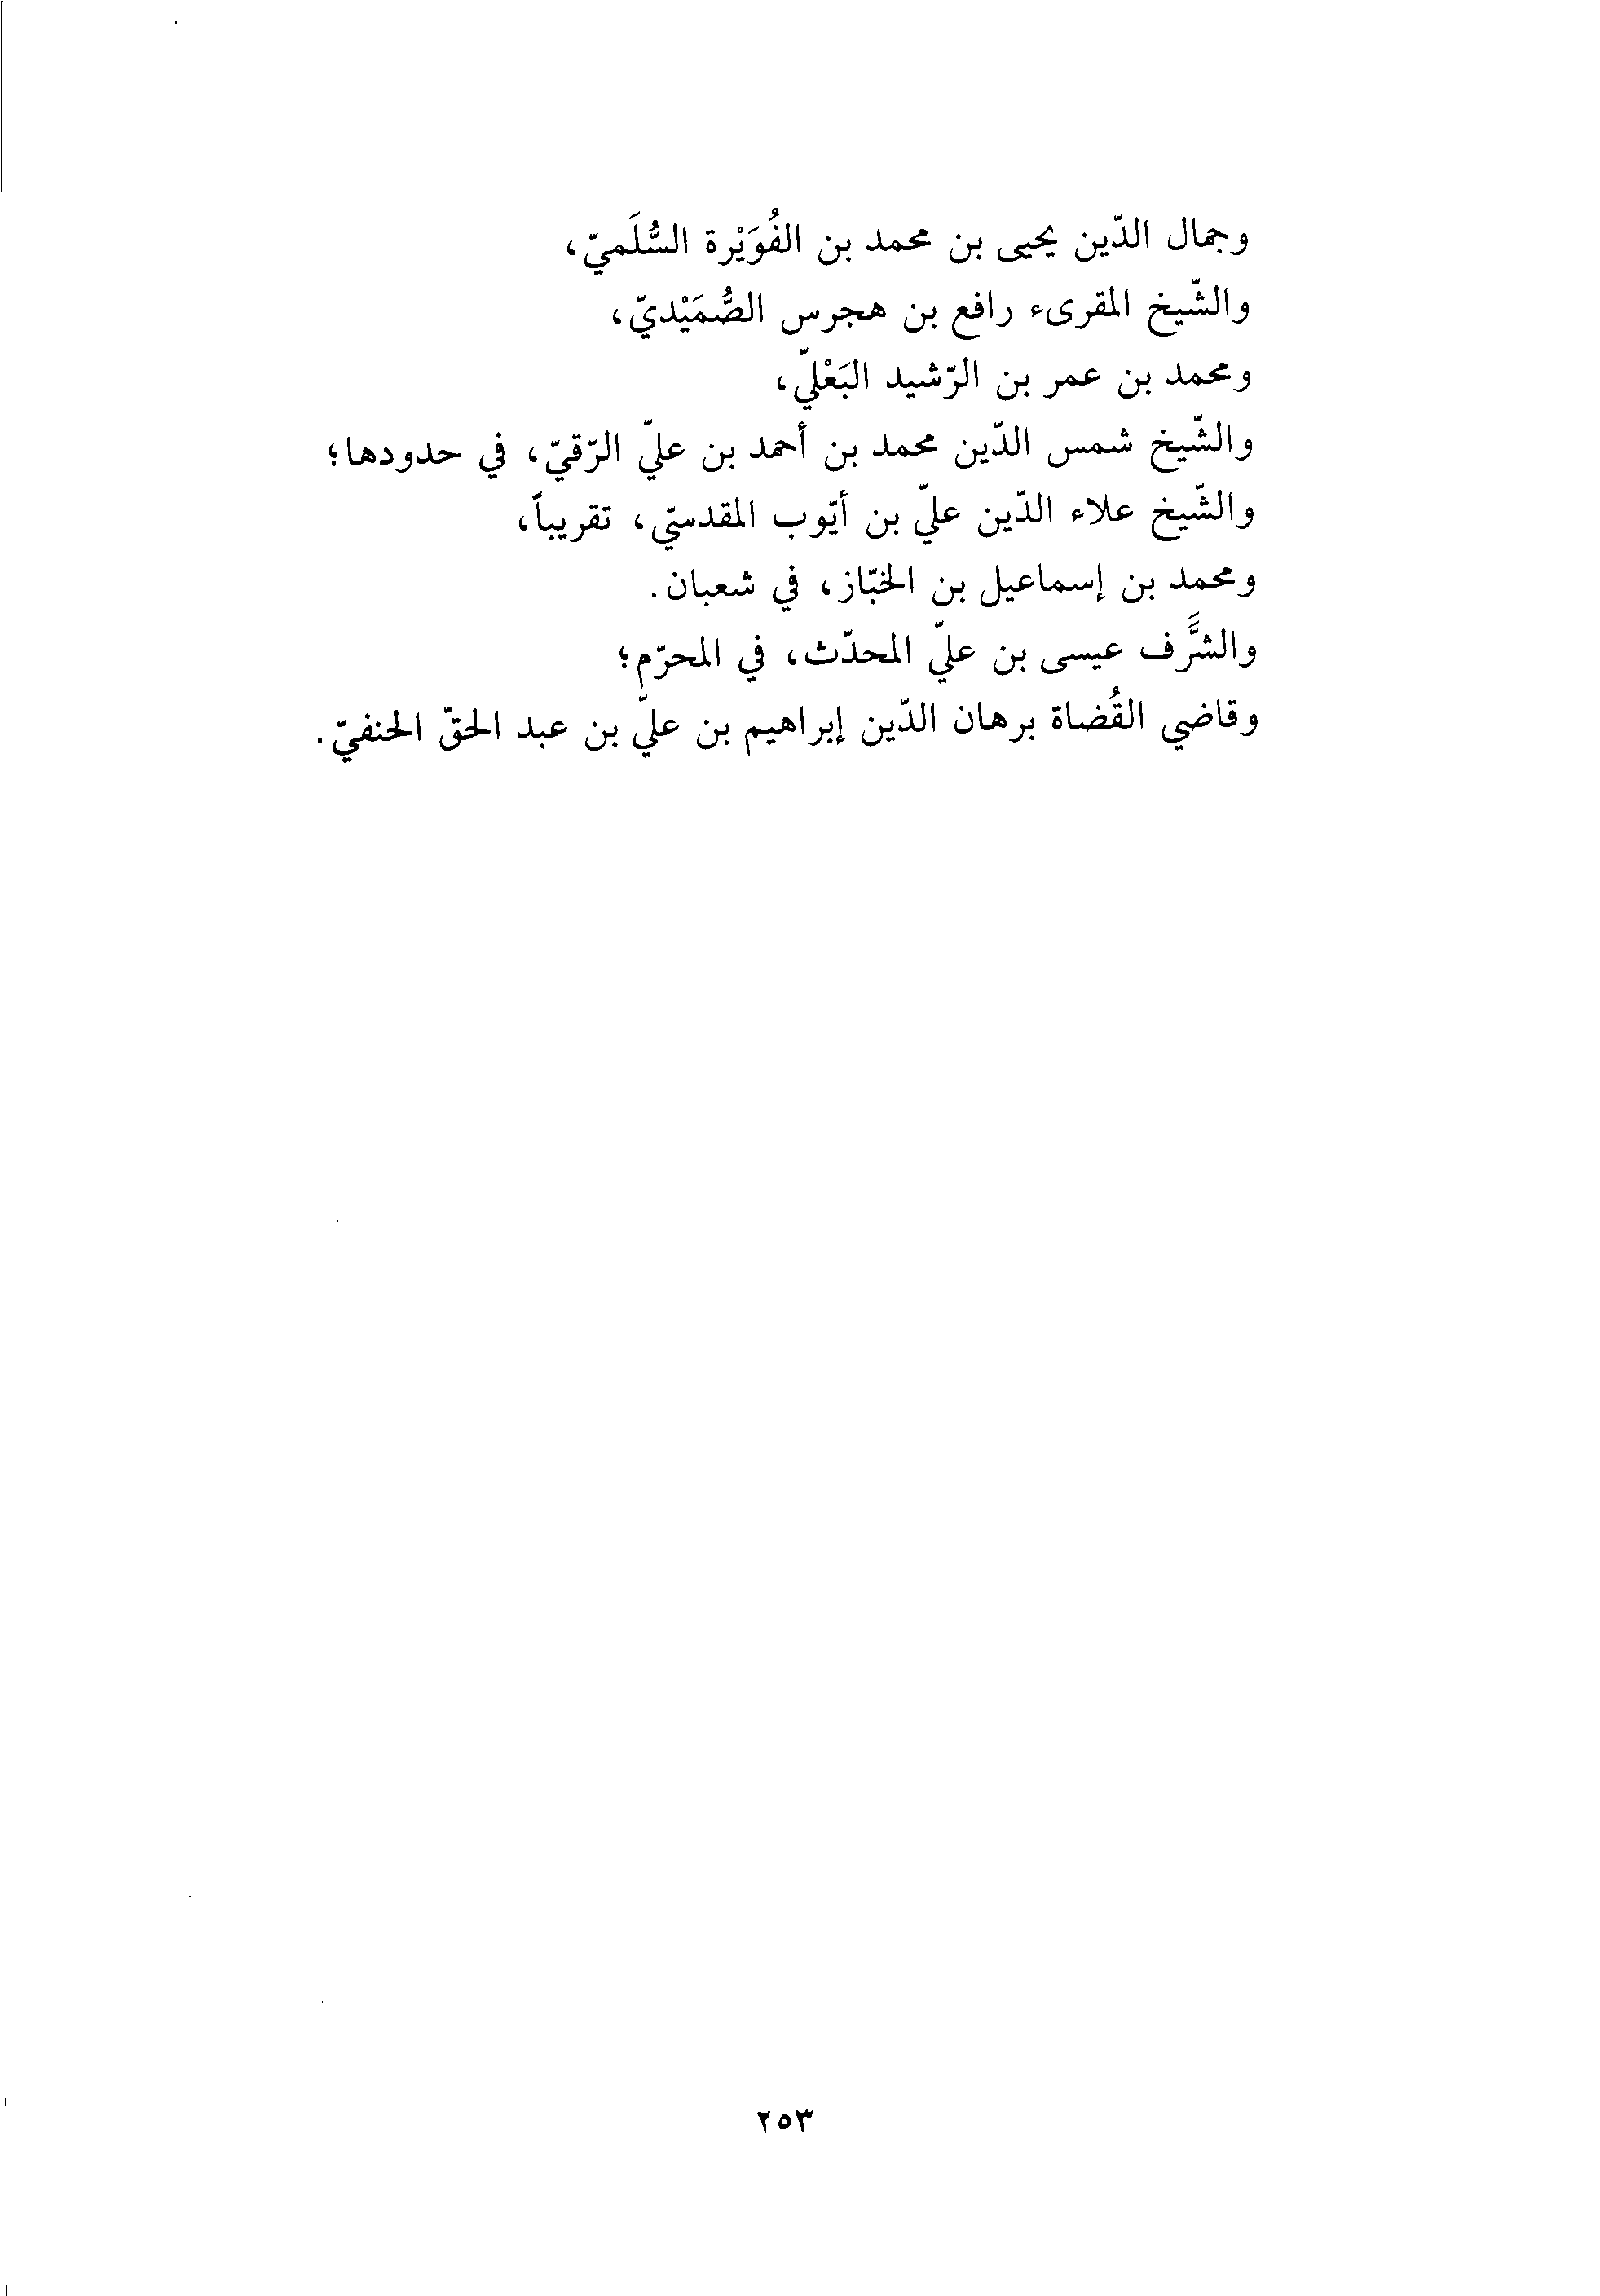 وجمال الدّين يحيى بن محمد بن الفُوَيْرة السُّلَميّ،
والشّيخ المقرىء رافع بن هجرس الصُّمَيْديّ،
ومحمد بن عمر بن الرّشيد البَعْليّ،
والشّيخ شمس الدّين محمد بن أحمد بن عليّ الرّقيّ، في حدودها؛
والشّيخ علاء الدّين عليّ بن أيّوب المقدسيّ، تقريباً،
ومحمد بن إسماعيل بن الخبّاز، في شعبان.
والشَّرَف عيسى بن عليّ المحدّث، في المحرّم؛
وقاضي القُضاة برهان الدّين إبراهيم بن عليّ بن عبد الحقّ الحنفيّ.
٢٥٣